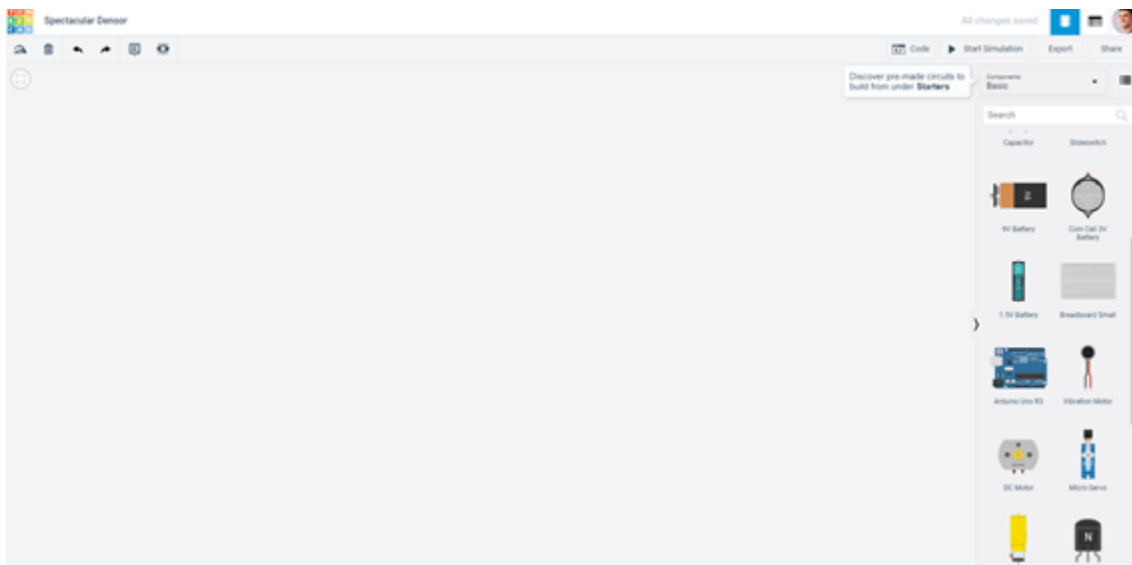 Spectacular Densor
All changes saved
Code
Start Simulation
Export
Share
Discover pre-made circuits to
build from under Starters
Components
Basic
Search
Capacitor
Slideswitch
9V Battery
Coin Cell 3V
Battery
1.5V Battery
Breadboard Small
Arduino Uno R3
Vibration Motor
DC Motor
Micro Servo
N